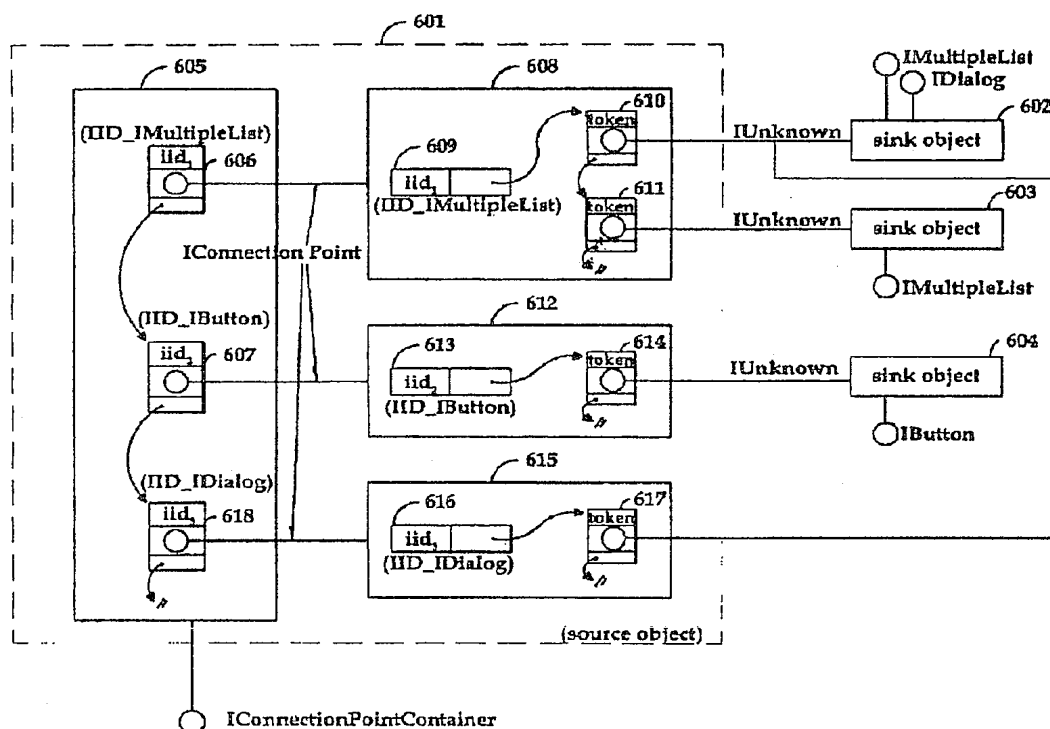 601
605
608
IMultipleList
IDialog
(IID_IMultipleList)
610
602
iid1
606
609
token
IUnknown
sink object
iid1
611
(IID_IMultipleList)
token
603
IUnknown
sink object
IConnection Point
IMultipleList
(IID_IButton)
612
iid2
607
613
614
604
token
IUnknown
iid2
sink object
(IID_IButton)
IButton
615
(IID_IDialog)
616
617
iid3
618
token
iid3
(IID_IDialog)
(source object)
IConnectionPointContainer